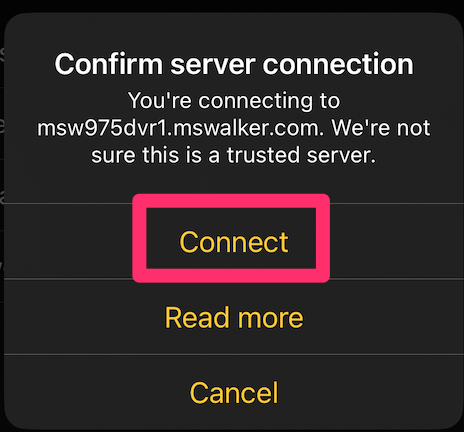 Confirm server connection
You're connecting to
msw975dvr1.mswalker.com. We're not
sure this is a trusted server.
Connect
Read more
Cancel